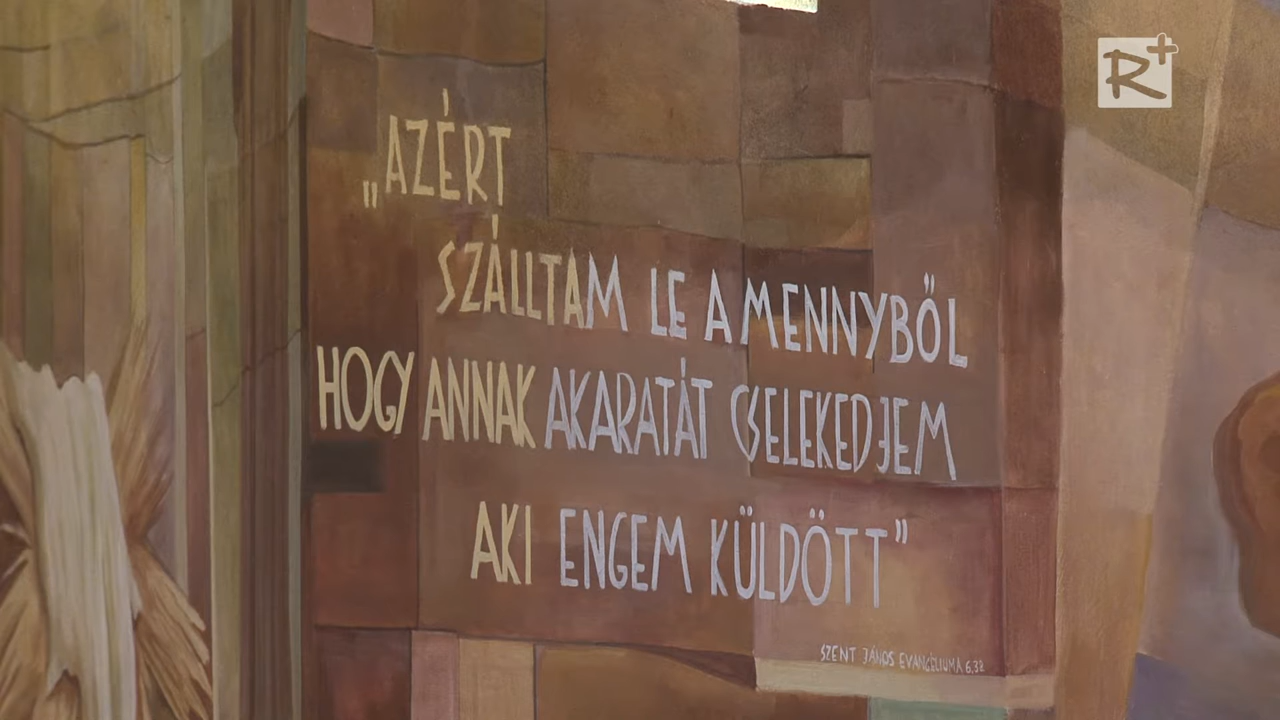 R+
„AZÉRT
SZÁLLTAM LE A MENNYBŐL
HOGY ANNAK AKARATÁT CSELEKEDJEM
AKI ENGEM KÜLDÖTT”
SZENT JÁNOS EVANGÉLIUMA 6,38